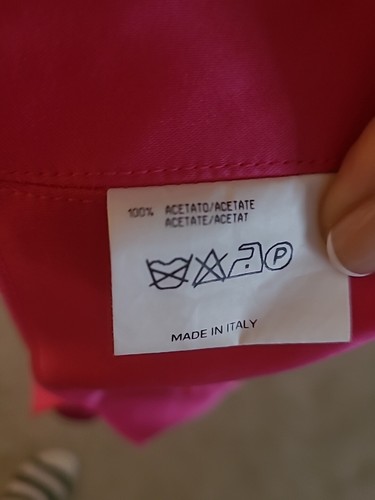 100% ACETATO/ACETATE
ACETATE/ACETAT
P
MADE IN ITALY